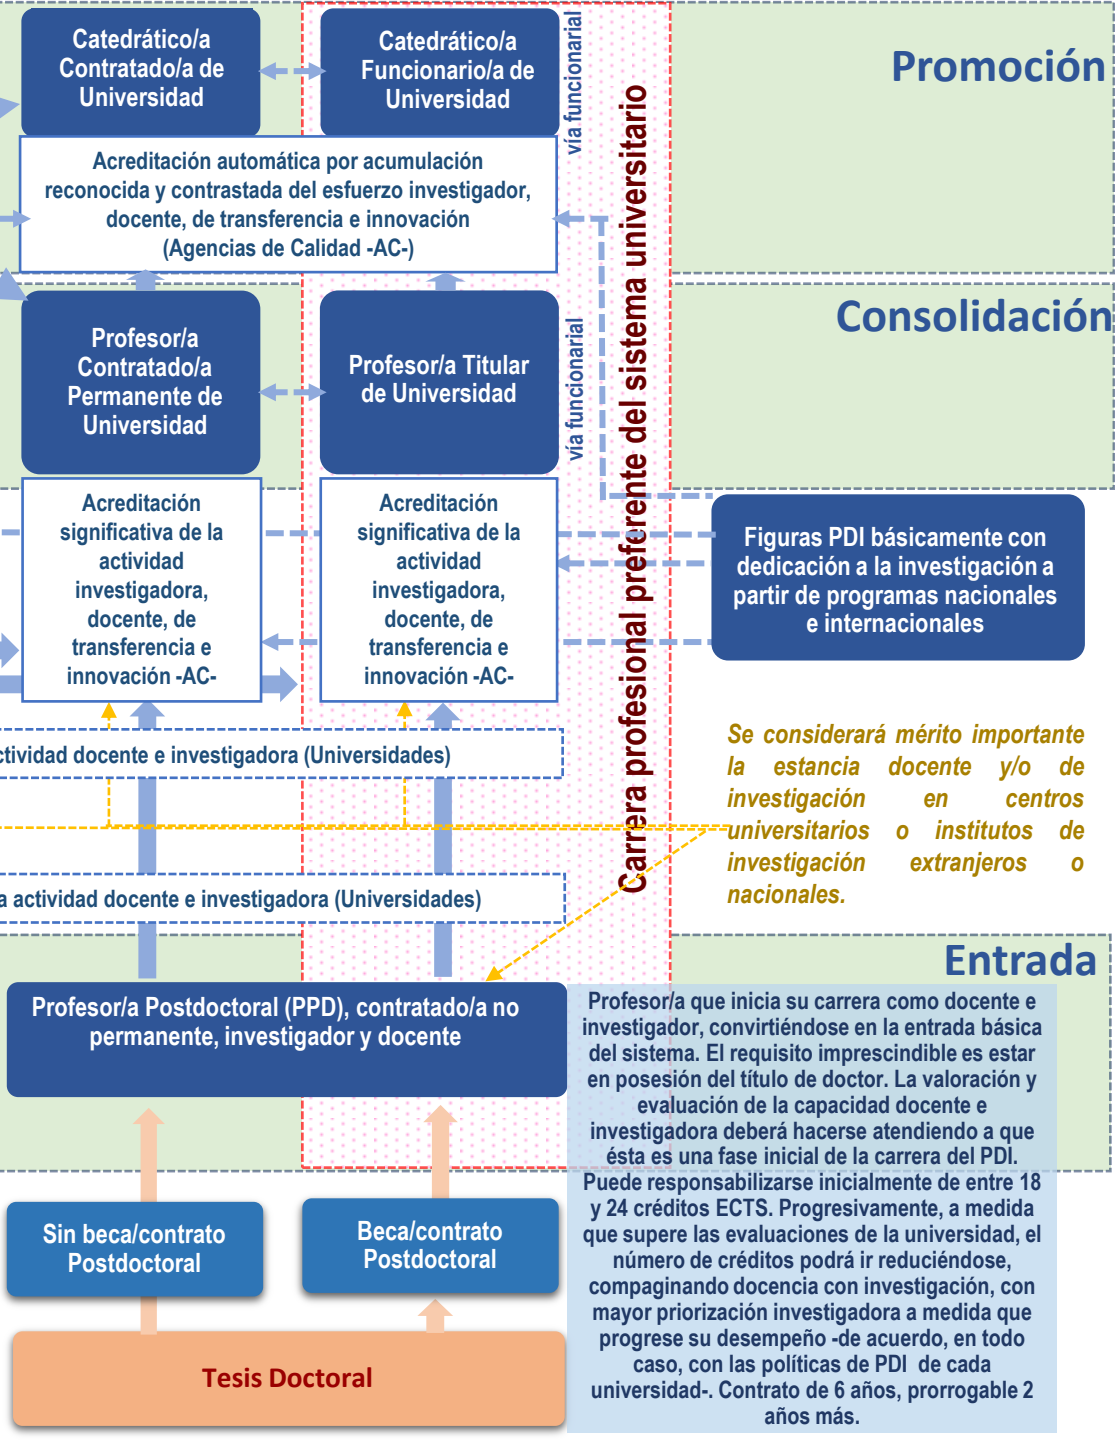 Catedrático/a
Contratado/a de
Universidad
Catedrático/a
Funcionario/a de
Universidad
vía funcionarial
Promoción
Acreditación automática por acumulación
reconocida y contrastada del esfuerzo investigador,
docente, de transferencia e innovación
(Agencias de Calidad -AC-)
Carrera profesional preferente del sistema universitario
Consolidación
Profesor/a
Contratado/a
Permanente de
Universidad
Profesor/a Titular
de Universidad
vía funcionarial
Acreditación
significativa de la
actividad
investigadora,
docente, de
transferencia e
innovación -AC-
Acreditación
significativa de la
actividad
investigadora,
docente, de
transferencia e
innovación -AC-
Figuras PDI básicamente con
dedicación a la investigación a
partir de programas nacionales
e internacionales
ctividad docente e investigadora (Universidades)
Se considerará mérito importante
la estancia docente y/o de
investigación en centros
universitarios o institutos de
investigación extranjeros o
nacionales.
a actividad docente e investigadora (Universidades)
Entrada
Profesor/a Postdoctoral (PPD), contratado/a no
permanente, investigador y docente
Profesor/a que inicia su carrera como docente e
investigador, convirtiéndose en la entrada básica
del sistema. El requisito imprescindible es estar
en posesión del título de doctor. La valoración y
evaluación de la capacidad docente e
investigadora deberá hacerse atendiendo a que
ésta es una fase inicial de la carrera del PDI.
Puede responsabilizarse inicialmente de entre 18
y 24 créditos ECTS. Progresivamente, a medida
que supere las evaluaciones de la universidad, el
número de créditos podrá ir reduciéndose,
compaginando docencia con investigación, con
mayor priorización investigadora a medida que
progrese su desempeño -de acuerdo, en todo
caso, con las políticas de PDI de cada
universidad-. Contrato de 6 años, prorrogable 2
años más.
Sin beca/contrato
Postdoctoral
Beca/contrato
Postdoctoral
Tesis Doctoral